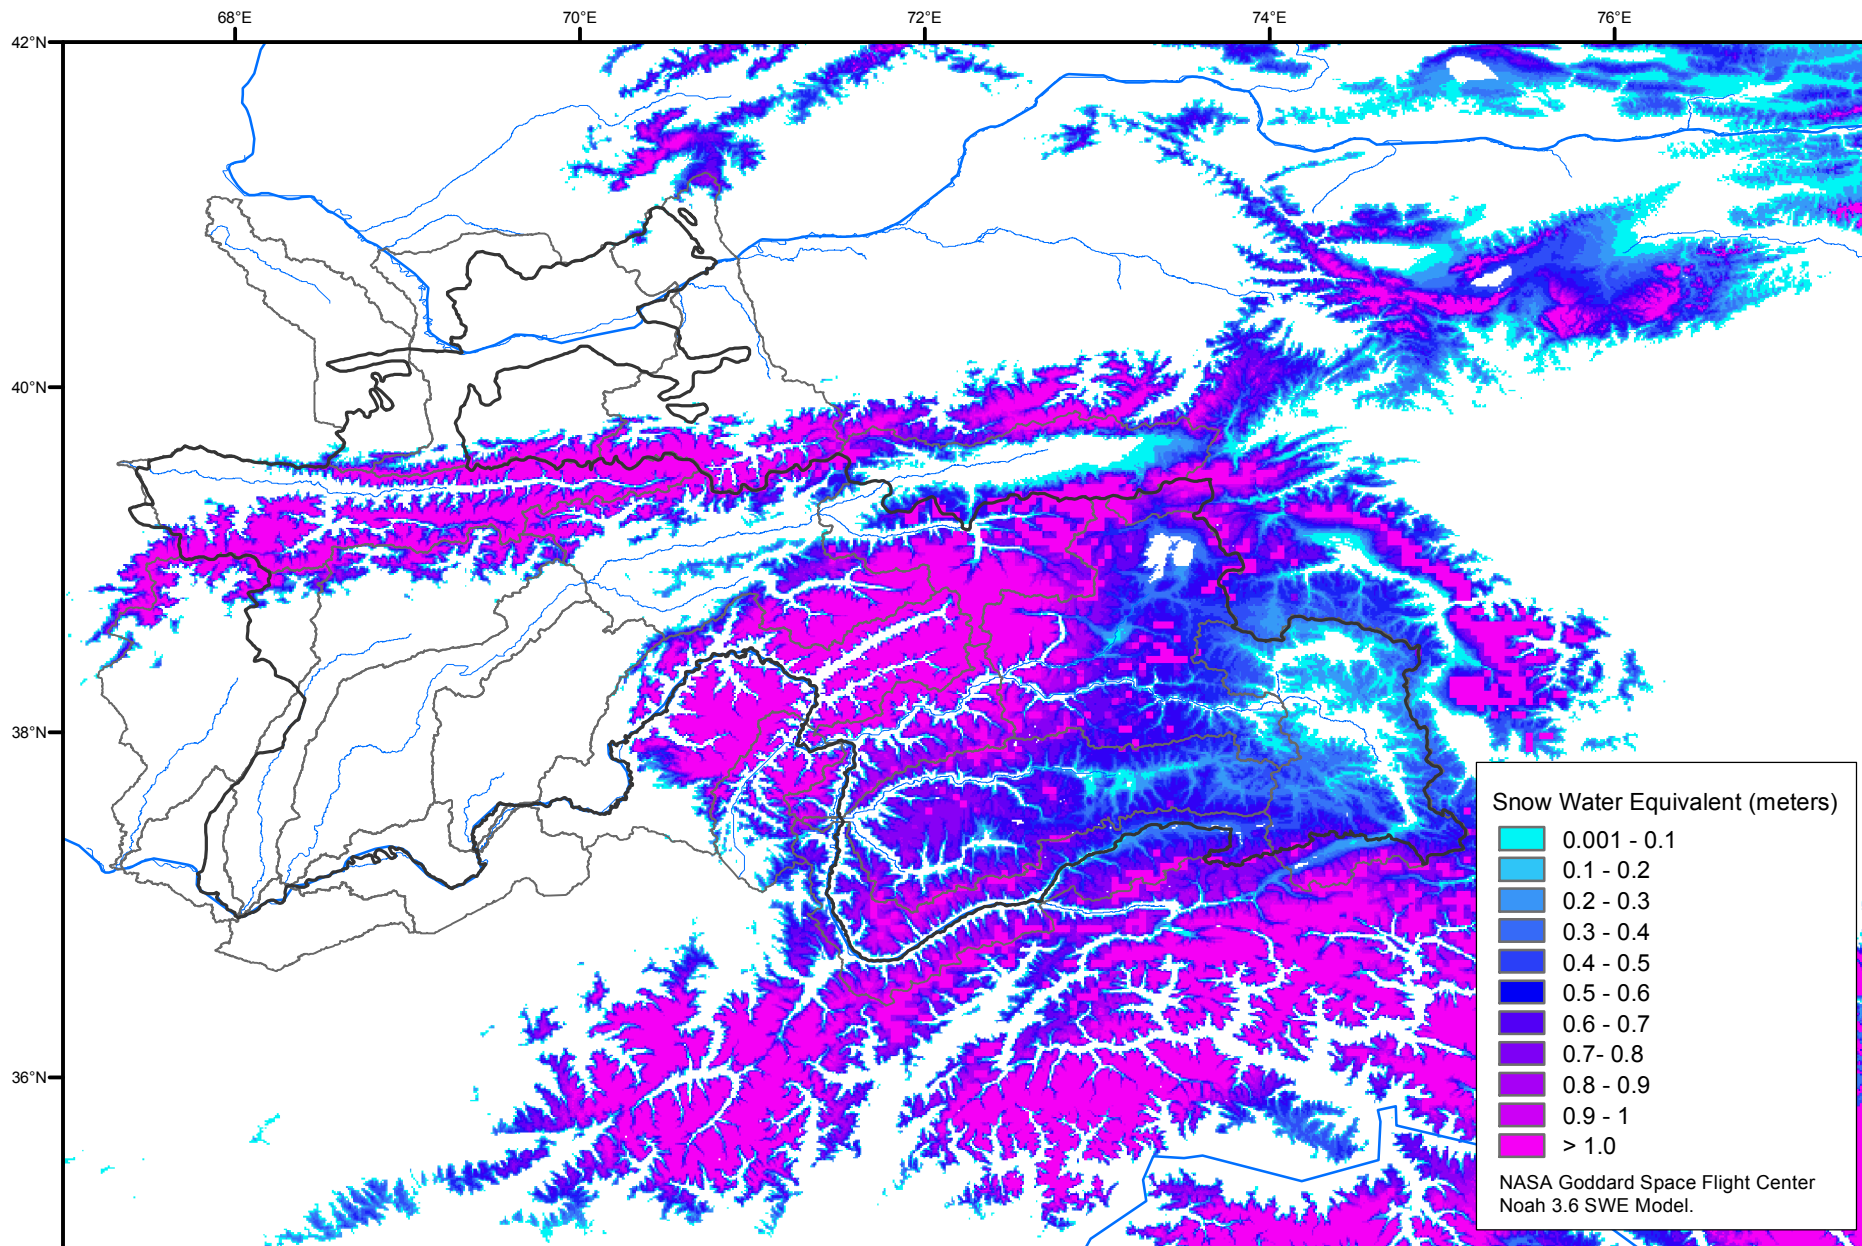 68°E
70°E
72°E
74°E
76°E
42°N
40°N
38°N
36°N
Snow Water Equivalent (meters)
0.001 - 0.1
0.1 - 0.2
0.2 - 0.3
0.3 - 0.4
0.4 - 0.5
0.5 - 0.6
0.6 - 0.7
0.7- 0.8
0.8 - 0.9
0.9 - 1
> 1.0
NASA Goddard Space Flight Center
Noah 3.6 SWE Model.